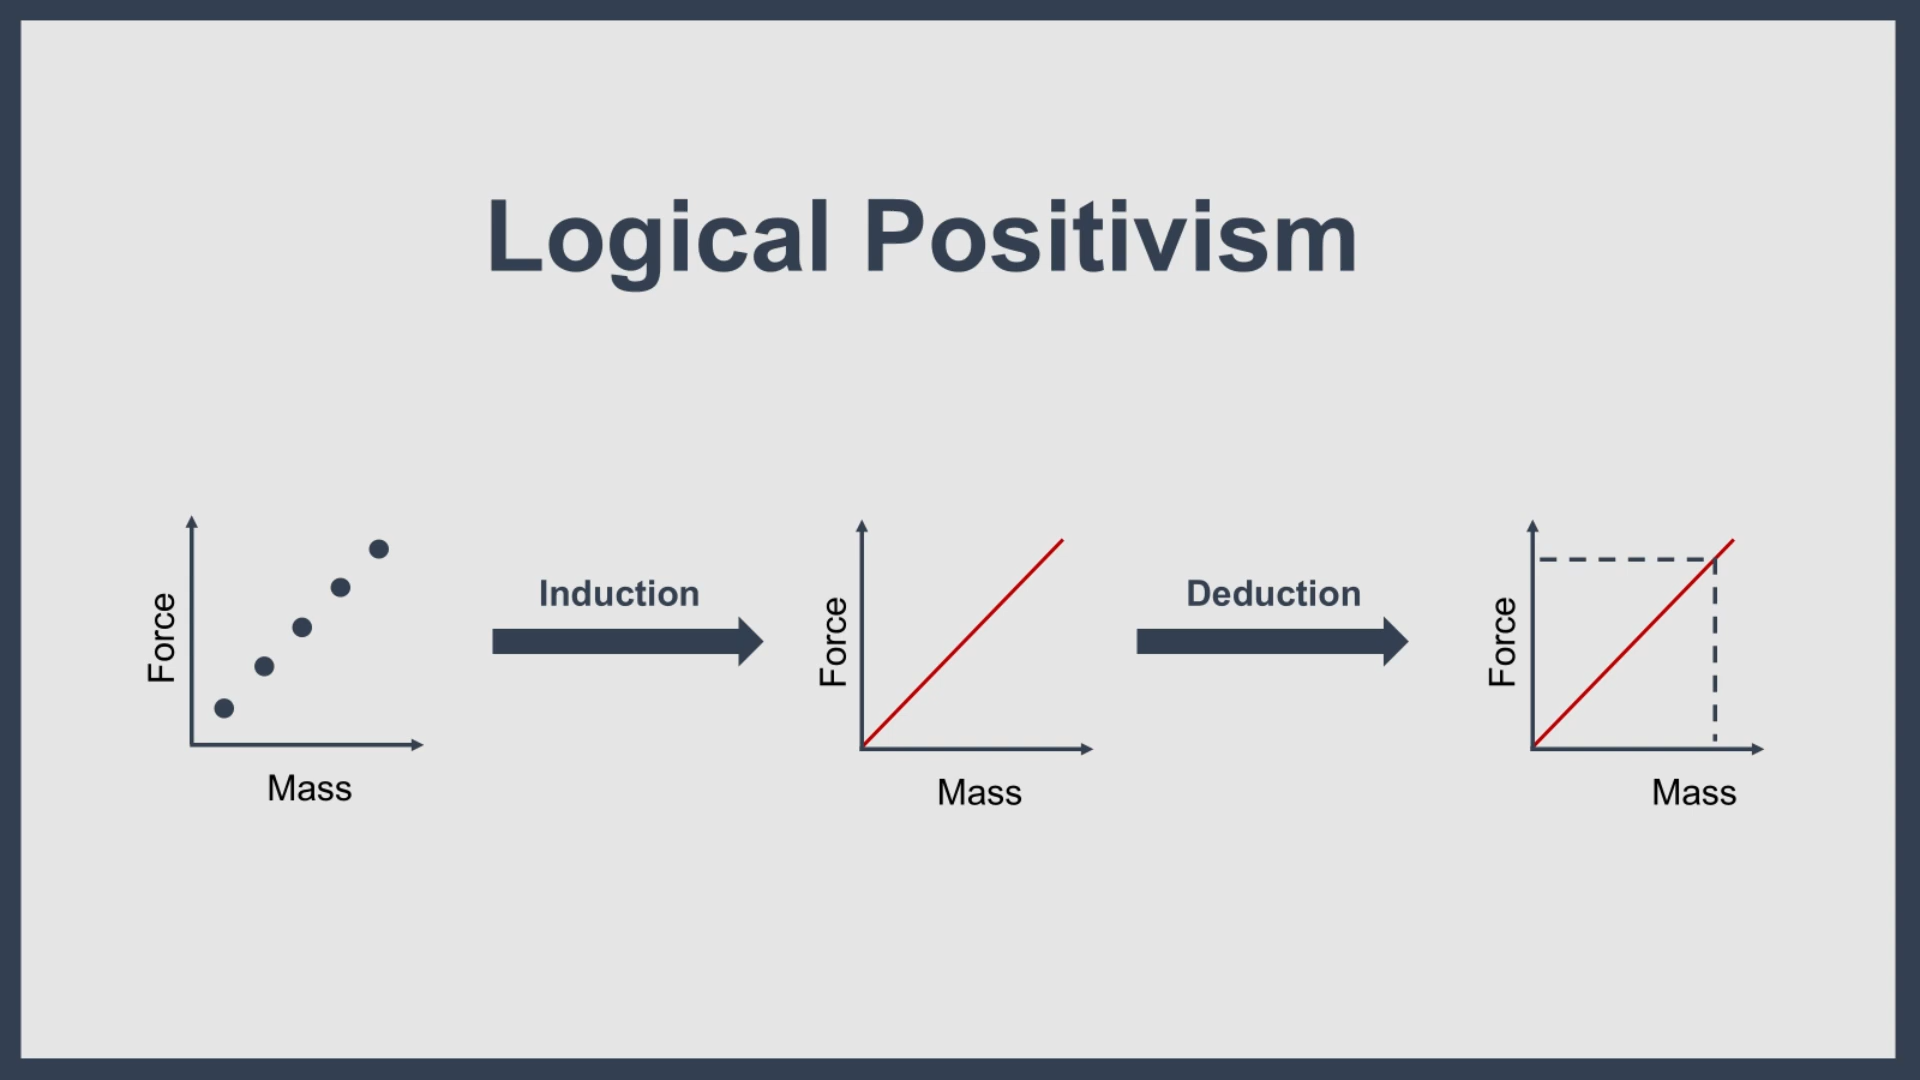 Logical Positivism
Induction
Deduction
Force
Mass
Force
Mass
Force
Mass